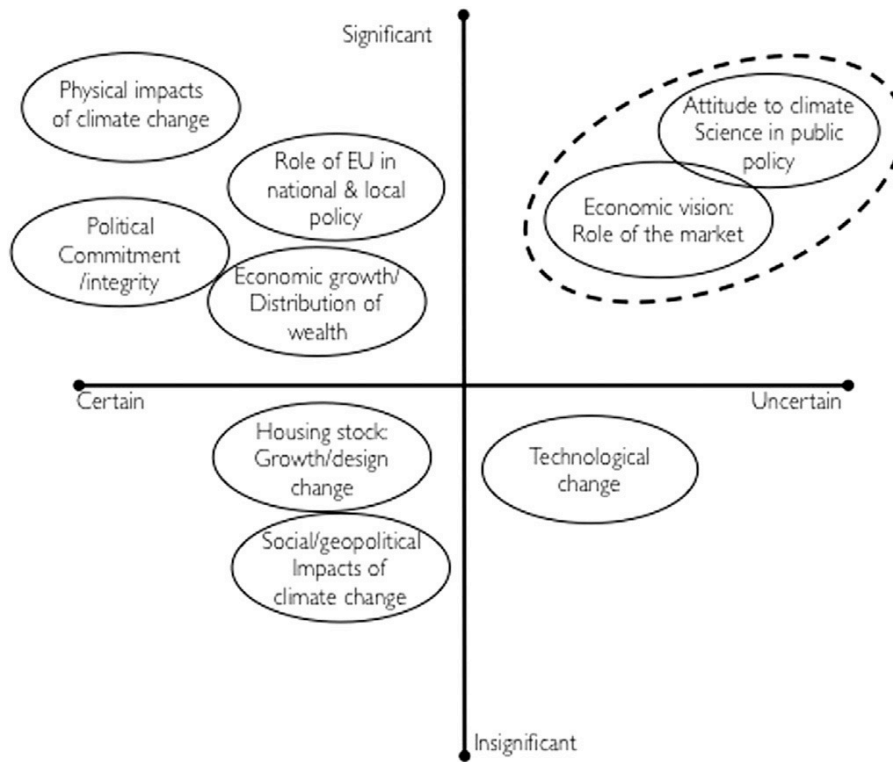 Significant
Physical impacts
of climate change
Attitude to climate
Science in public
policy
Role of EU in
national & local
policy
Economic vision:
Role of the market
Political
Commitment
/integrity
Economic growth/
Distribution of
wealth
Certain
Uncertain
Housing stock:
Growth/design
change
Technological
change
Social/geopolitical
Impacts of
climate change
Insignificant